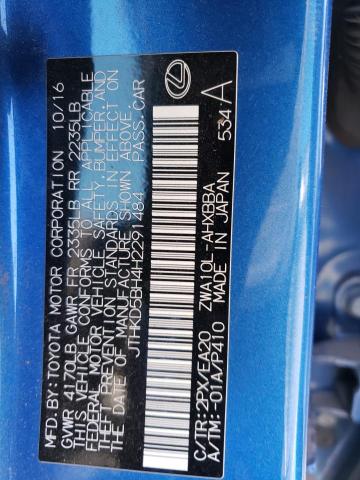 MFD. BY: TOYOTA MOTOR CORPORATION 10/16
GVWR 4170LB GAWR FR 2335LB RR 2235LB
THIS VEHICLE CONFORMS TO ALL APPLICABLE
FEDERAL MOTOR VEHICLE SAFETY, BUMPER, AND
THEFT PREVENTION STANDARDS IN EFFECT ON THE
DATE OF MANUFACTURE SHOWN ABOVE.
JTHKD5BH4H2291484 PASS. CAR
C/TR: 2PX/EA20 ZWA10L-AHXBBA
A/TM: -01A/P410 MADE IN JAPAN 534 A